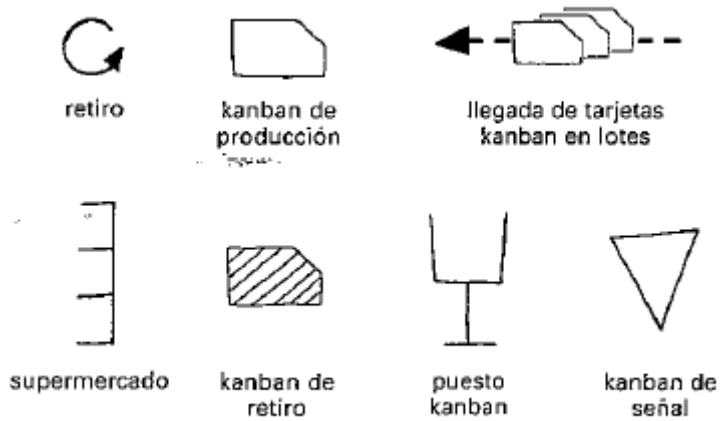 retiro
kanban de
producción
llegada de tarjetas
kanban en lotes
supermercado
kanban de
retiro
puesto
kanban
kanban de
señal